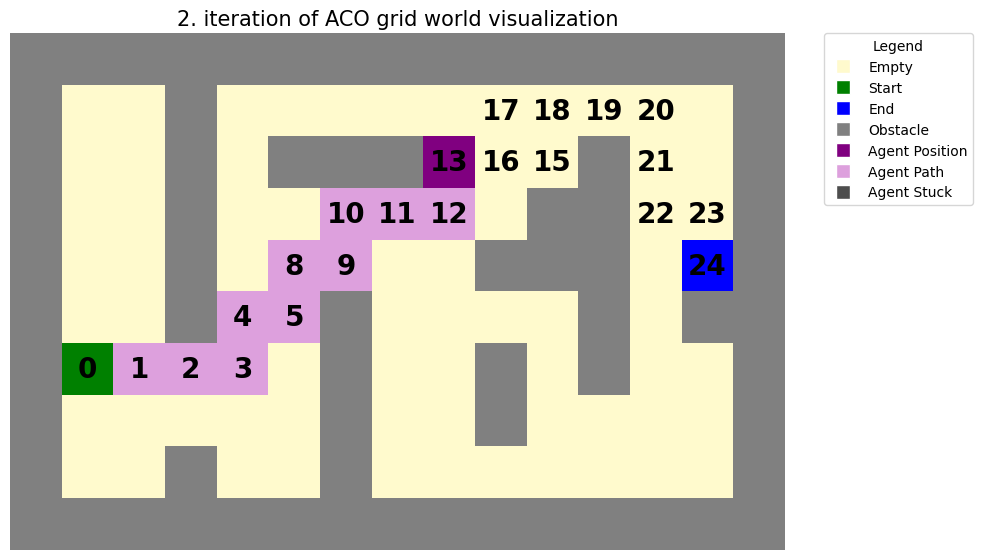 2. iteration of ACO grid world visualization
Legend
Empty
Start
End
Obstacle
Agent Position
Agent Path
Agent Stuck
17 18 19 20
13 16 15 21
10 11 12 22 23
8 9 24
4 5
0 1 2 3